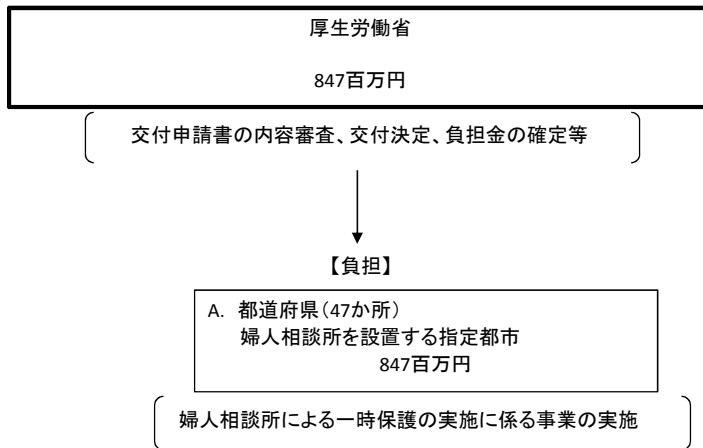 厚生労働省
847百万円
交付申請書の内容審査、交付決定、負担金の確定等
【負担】
A. 都道府県(47か所)
婦人相談所を設置する指定都市
847百万円
婦人相談所による一時保護の実施に係る事業の実施